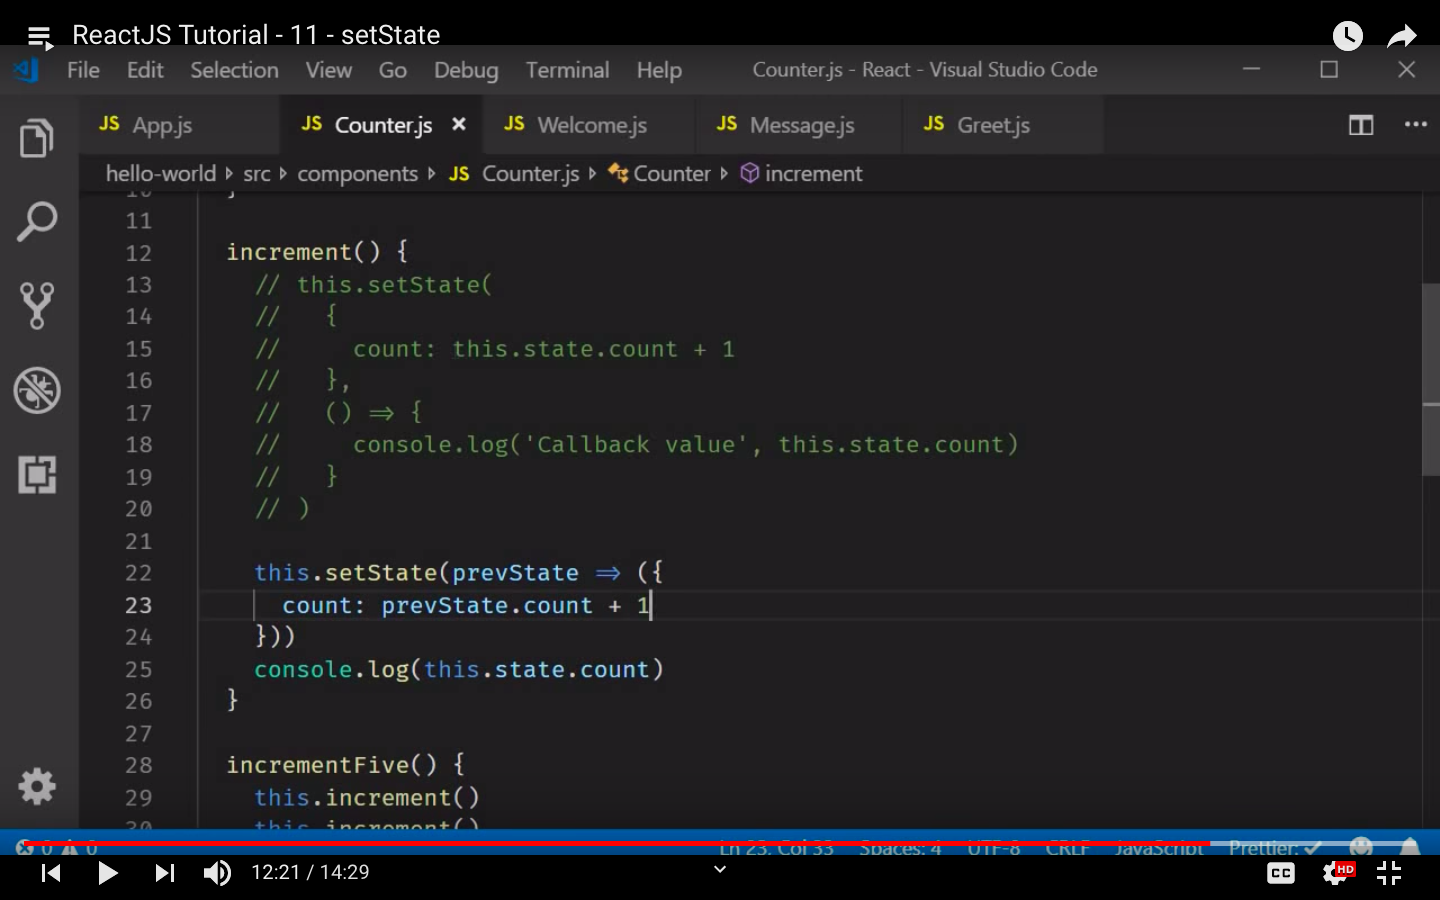 ReactJS Tutorial - 11 - setState
File Edit Selection View Go Debug Terminal Help Counter.js - React - Visual Studio Code
JS App.js JS Counter.js × JS Welcome.js JS Message.js JS Greet.js
hello-world src components JS Counter.js Counter increment
10 }
11
12 increment() {
13 // this.setState(
14 // {
15 // count: this.state.count + 1
16 // },
17 // () => {
18 // console.log('Callback value', this.state.count)
19 // }
20 // )
21
22 this.setState(prevState => ({
23 count: prevState.count + 1
24 }))
25 console.log(this.state.count)
26 }
27
28 incrementFive() {
29 this.increment()
30 this.increment()
0 0 Ln 23, Col 33 Spaces: 4 UTF-8 CRLF JavaScript Prettier: ✓
12:21 / 14:29 CC HD